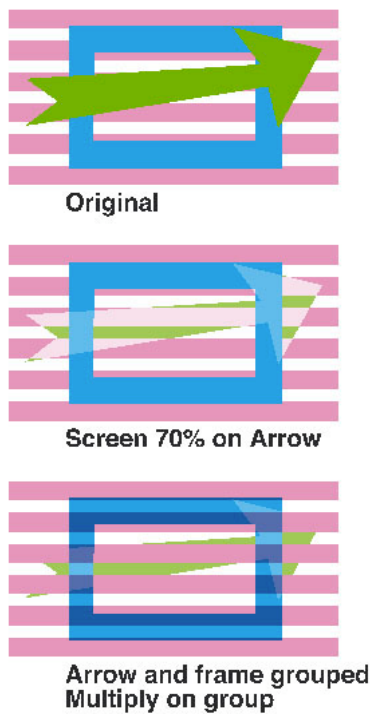 Original
Screen 70% on Arrow
Arrow and frame grouped
Multiply on group